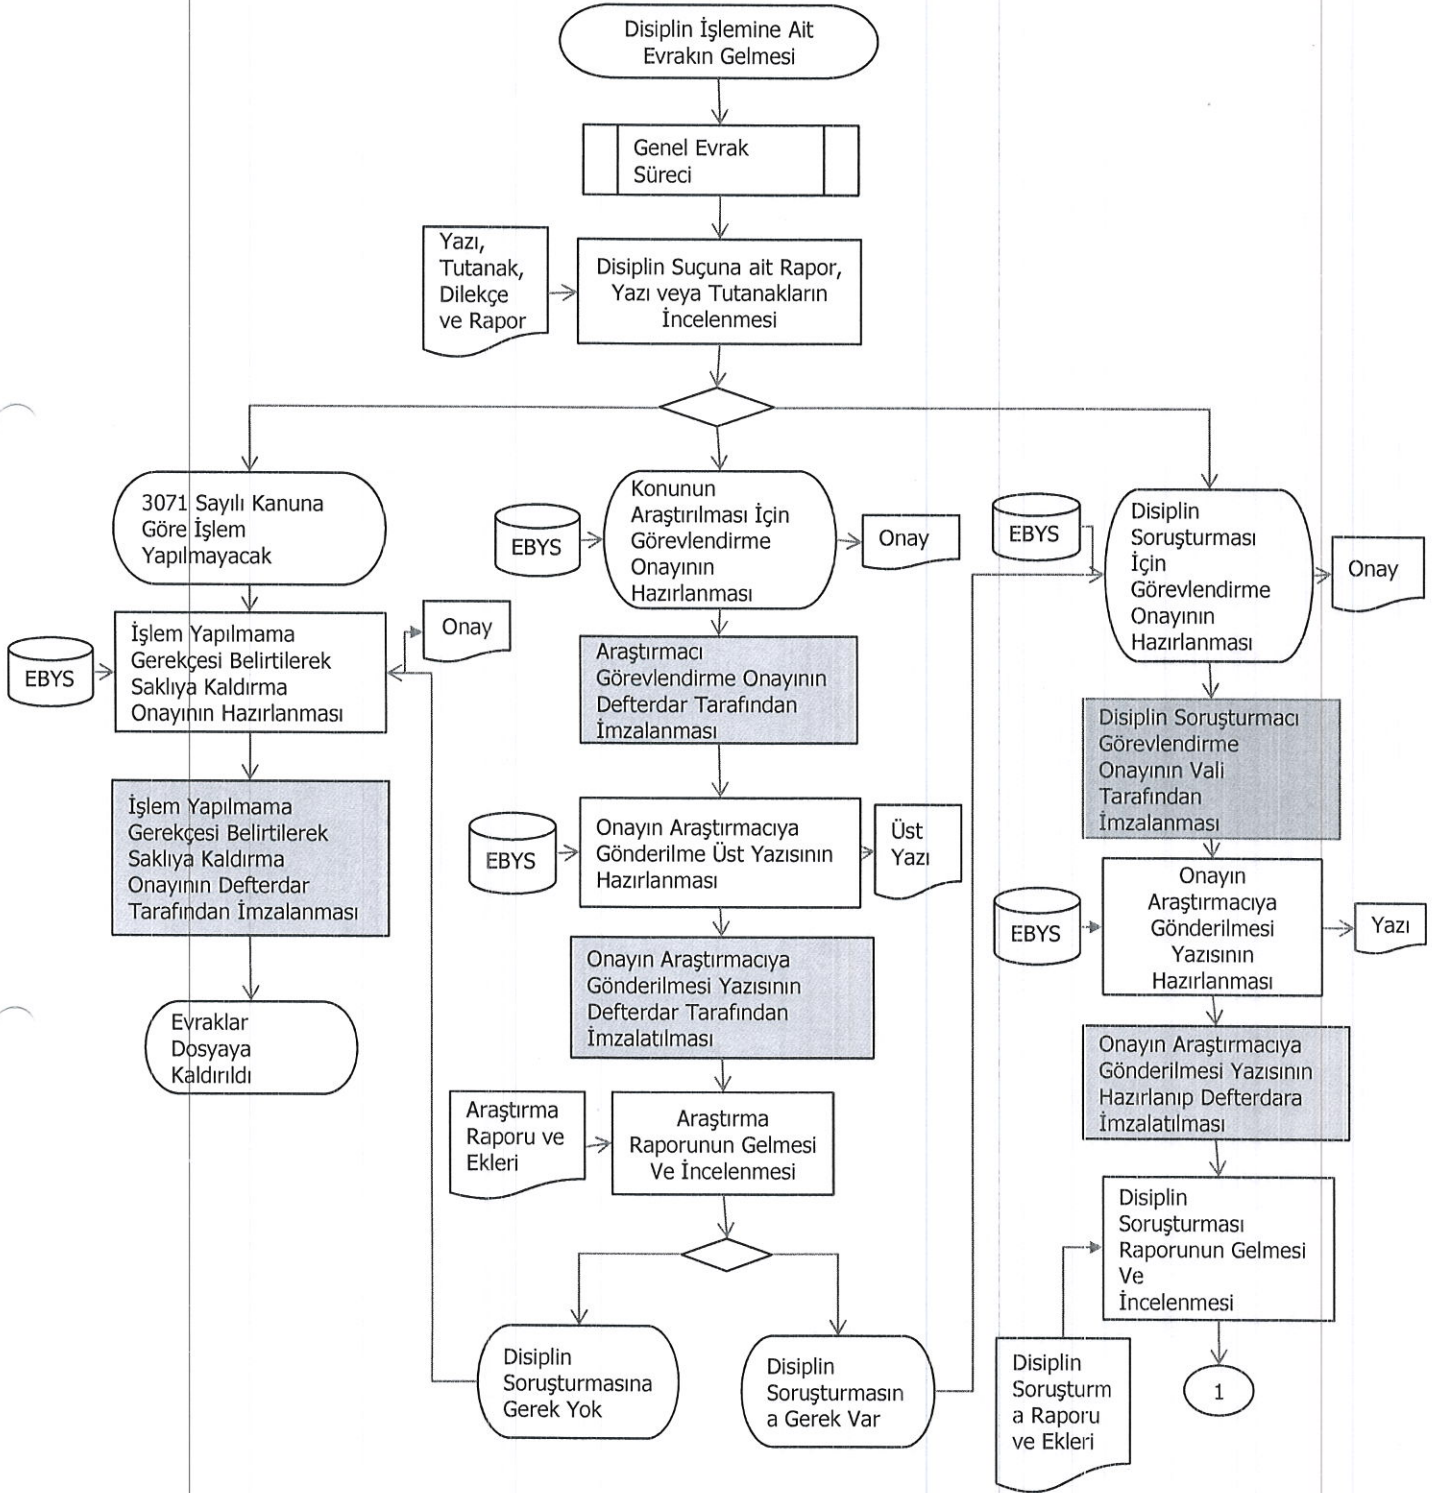 Disiplin İşlemine Ait
Evrakın Gelmesi
Genel Evrak
Süreci
Yazı,
Tutanak,
Dilekçe
ve Rapor
Disiplin Suçuna ait Rapor,
Yazı veya Tutanakların
İncelenmesi
3071 Sayılı Kanuna
Göre İşlem
Yapılmayacak
EBYS
İşlem Yapılmama
Gerekçesi Belirtilerek
Saklıya Kaldırma
Onayının Hazırlanması
Onay
İşlem Yapılmama
Gerekçesi Belirtilerek
Saklıya Kaldırma
Onayının Defterdar
Tarafından İmzalanması
Evraklar
Dosyaya
Kaldırıldı
EBYS
Konunun
Araştırılması İçin
Görevlendirme
Onayının
Hazırlanması
Onay
Araştırmacı
Görevlendirme Onayının
Defterdar Tarafından
İmzalanması
EBYS
Onayın Araştırmacıya
Gönderilme Üst Yazısının
Hazırlanması
Üst
Yazı
Onayın Araştırmacıya
Gönderilmesi Yazısının
Defterdar Tarafından
İmzalatılması
Araştırma
Raporu ve
Ekleri
Araştırma
Raporunun Gelmesi
Ve İncelenmesi
Disiplin
Soruşturmasına
Gerek Yok
Disiplin
Soruşturmasın
a Gerek Var
EBYS
Disiplin
Soruşturması
İçin
Görevlendirme
Onayının
Hazırlanması
Onay
Disiplin Soruşturmacı
Görevlendirme
Onayının Vali
Tarafından
İmzalanması
EBYS
Onayın
Araştırmacıya
Gönderilmesi
Yazısının
Hazırlanması
Yazı
Onayın Araştırmacıya
Gönderilmesi Yazısının
Hazırlanıp Defterdara
İmzalatılması
Disiplin
Soruşturması
Raporunun Gelmesi
Ve
İncelenmesi
Disiplin
Soruşturm
a Raporu
ve Ekleri
1